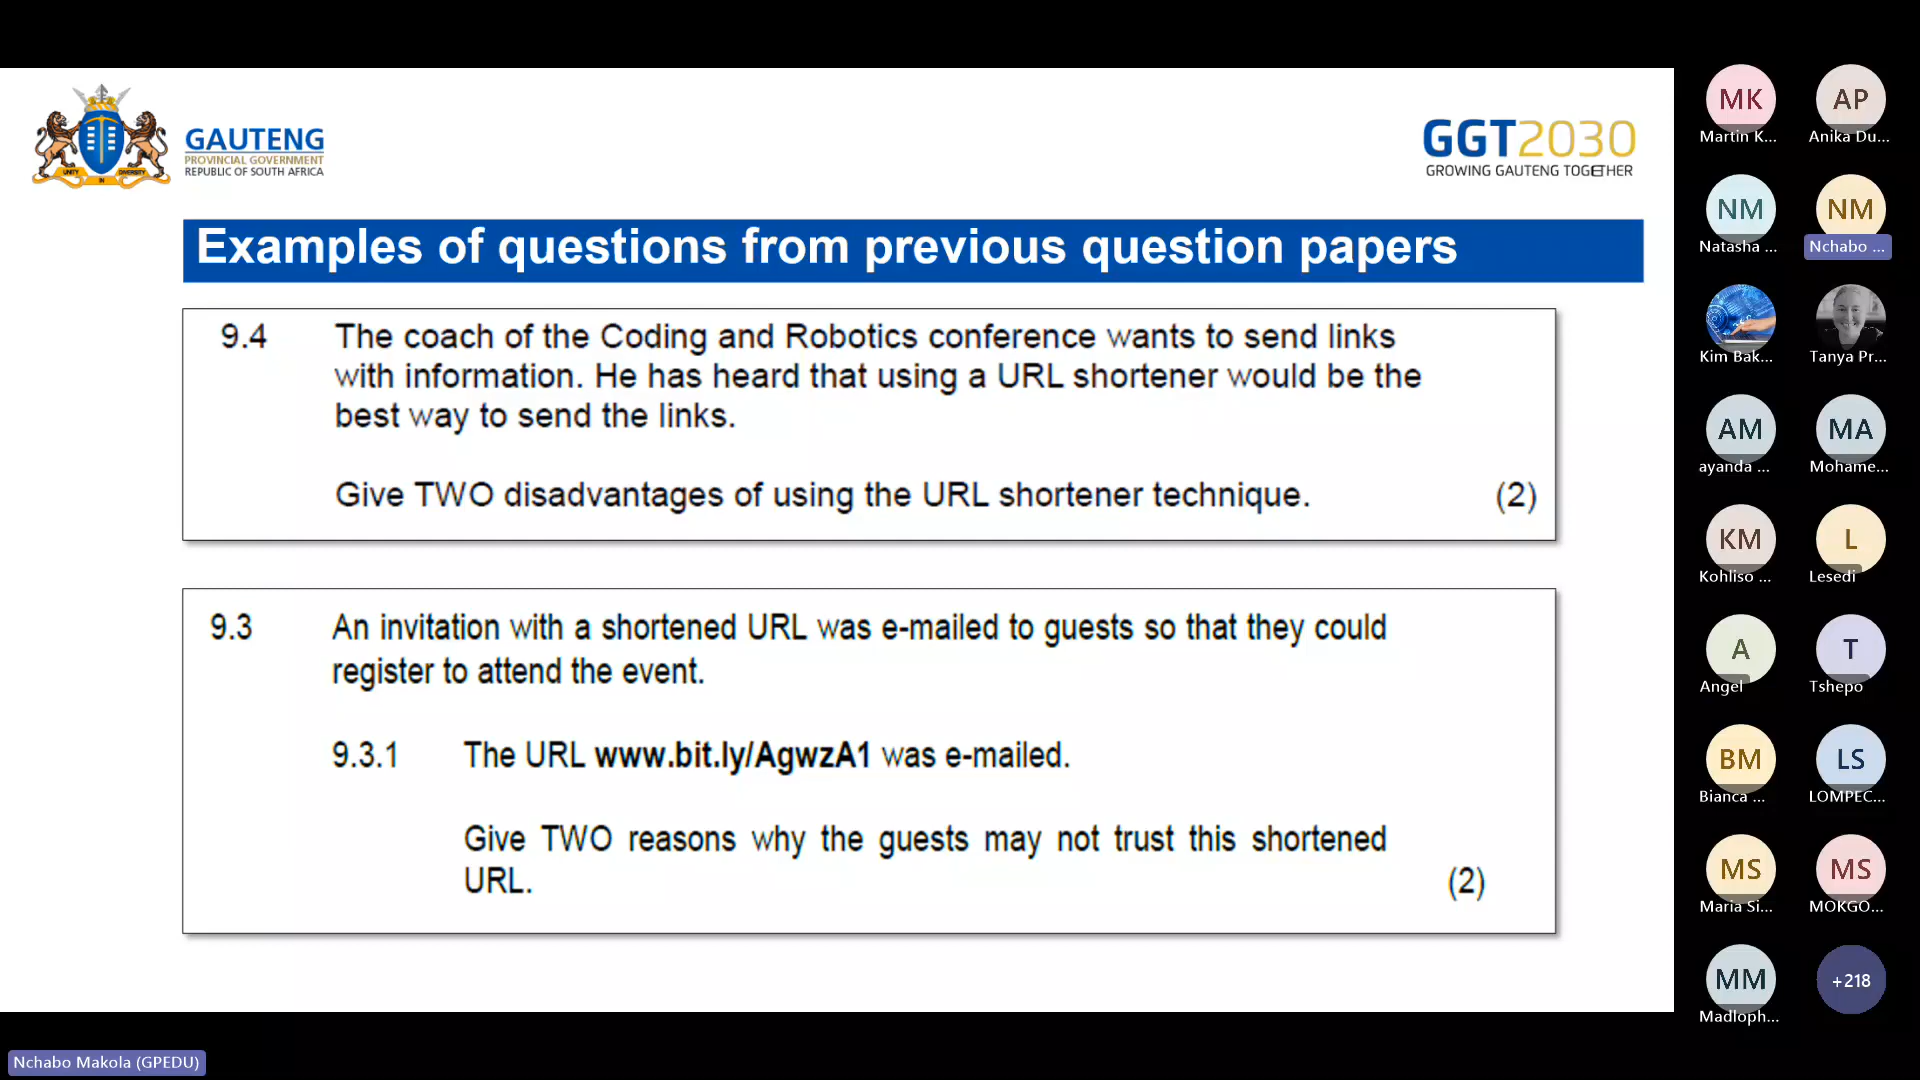 UNITY IN DIVERSITY
GAUTENG
PROVINCIAL GOVERNMENT
REPUBLIC OF SOUTH AFRICA
GGT2030
GROWING GAUTENG TOGETHER
Examples of questions from previous question papers
9.4 The coach of the Coding and Robotics conference wants to send links
with information. He has heard that using a URL shortener would be the
best way to send the links.
Give TWO disadvantages of using the URL shortener technique. (2)
9.3 An invitation with a shortened URL was e-mailed to guests so that they could
register to attend the event.
9.3.1 The URL www.bit.ly/AgwzA1 was e-mailed.
Give TWO reasons why the guests may not trust this shortened
URL. (2)
MK AP
Martin K... Anika Du...
NM NM
Natasha ... Nchabo ...
Kim Bak... Tanya Pr...
AM MA
ayanda ... Mohame...
KM L
Kohliso ... Lesedi
A T
Angel Tshepo
BM LS
Bianca ... LOMPEC...
MS MS
Maria Si... MOKGO...
MM +218
Madloph...
Nchabo Makola (GPEDU)